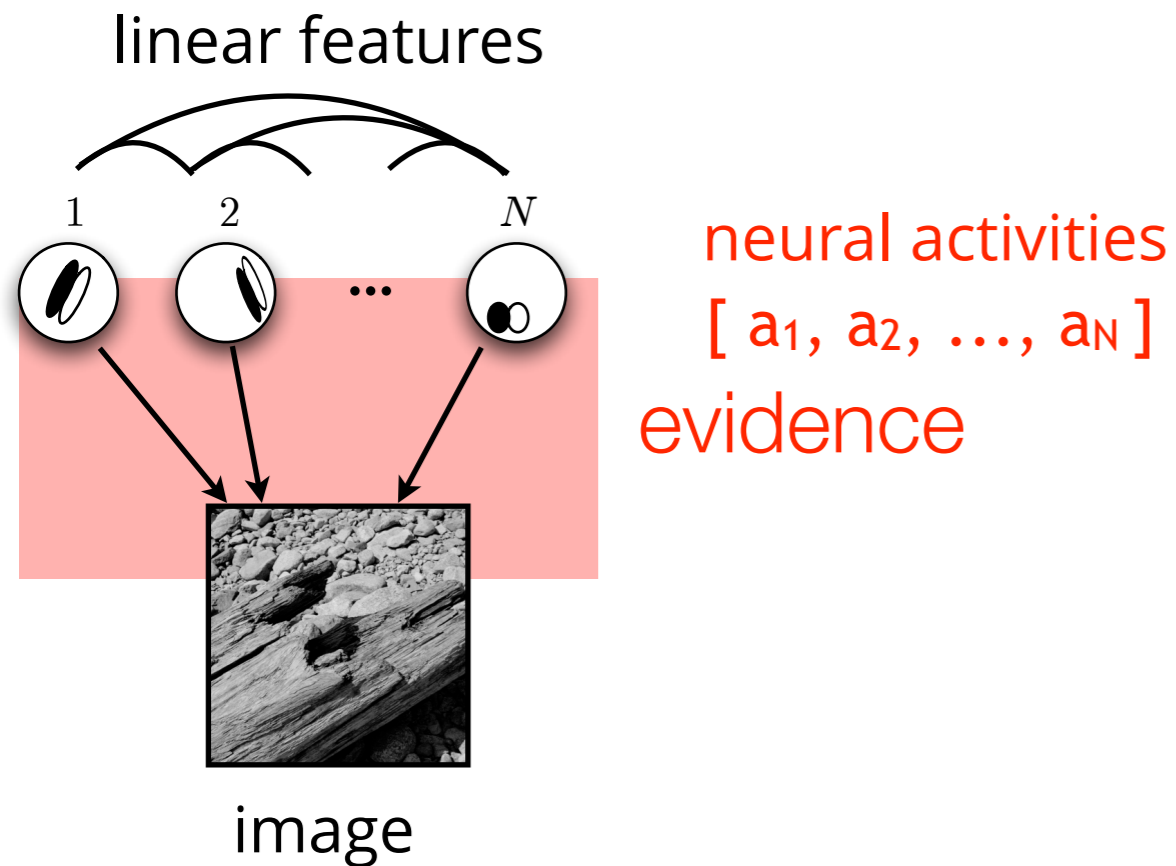 linear features
1 2 ... N
neural activities
[ a₁, a₂, ..., aN ]
evidence
image